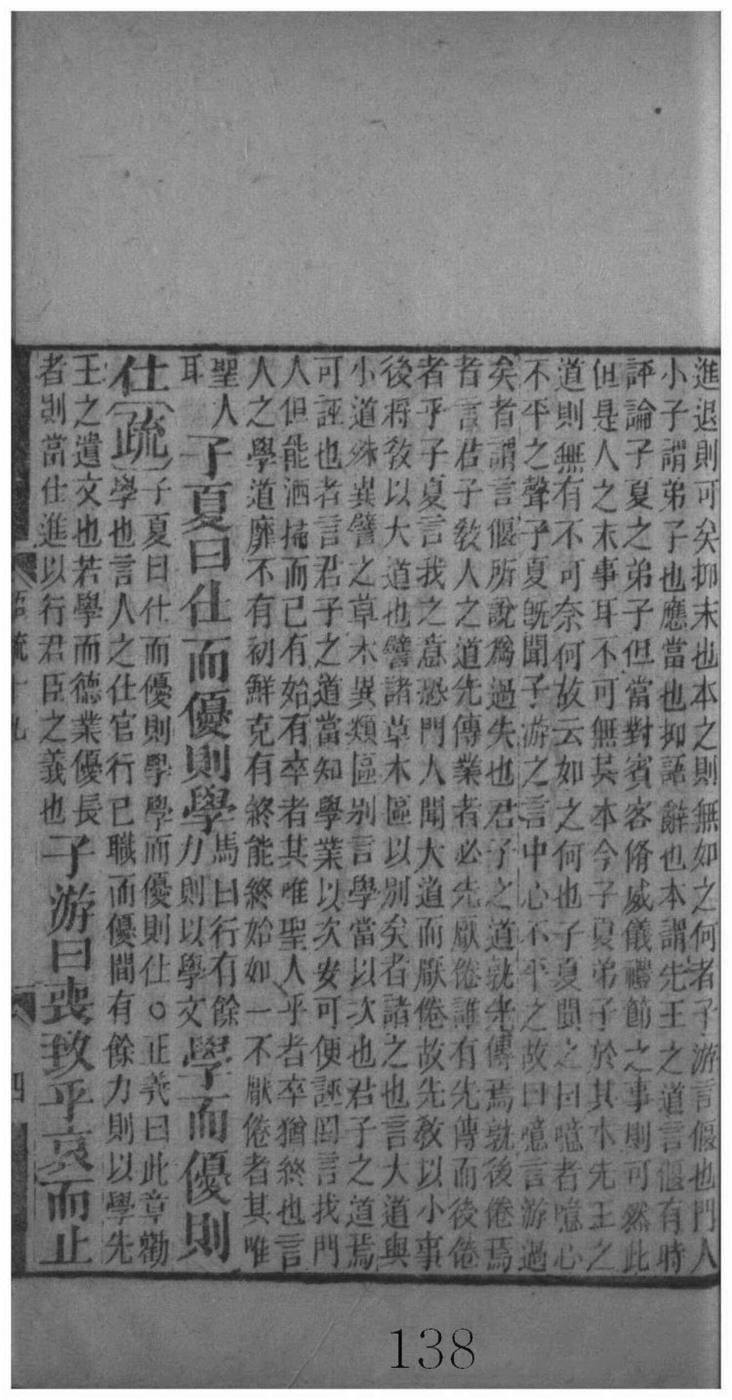 進退則可矣抑末也本之則無如之何者子游言偃也門人
小子謂弟子也應當也抑語辭也本謂先王之道言偃有時
評論子夏之弟子但當對賓客脩威儀禮節之事則可然此
但是人之末事耳不可無其本今子夏弟子於其本先王之
道則無有不可奈何故云如之何也子夏聞之曰噫者噫心
不平之聲子夏旣聞子游之言中心不平之故曰噫言游過
矣者謂言偃所說爲過失也君子之道孰先傳焉孰後倦焉
者言君子敎人之道先傳業者必先厭倦誰有先傳而後倦
者乎子夏言我之意恐門人聞大道而厭倦故先敎以小事
後將敎以大道也譬諸草木區以別矣者諸之也言大道與
小道殊異譬之草木異類區別言學當以次也君子之道焉
可誣也者言君子之道當知學業以次安可便誣罔言我門
人但能洒掃而已有始有卒者其唯聖人乎者卒猶終也言
人之學道靡不有初鮮克有終能終始如一不厭倦者其唯
聖人
耳
子夏曰仕而優則學
馬曰行有餘
力則以學文
學而優則
仕
疏
子夏曰仕而優則學學而優則仕○正義曰此章勸
學也言人之仕官行己職而優間有餘力則以學先
王之遺文也若學而德業優長
者則當仕進以行君臣之義也
子游曰喪致乎哀而止
疏十九
四
138